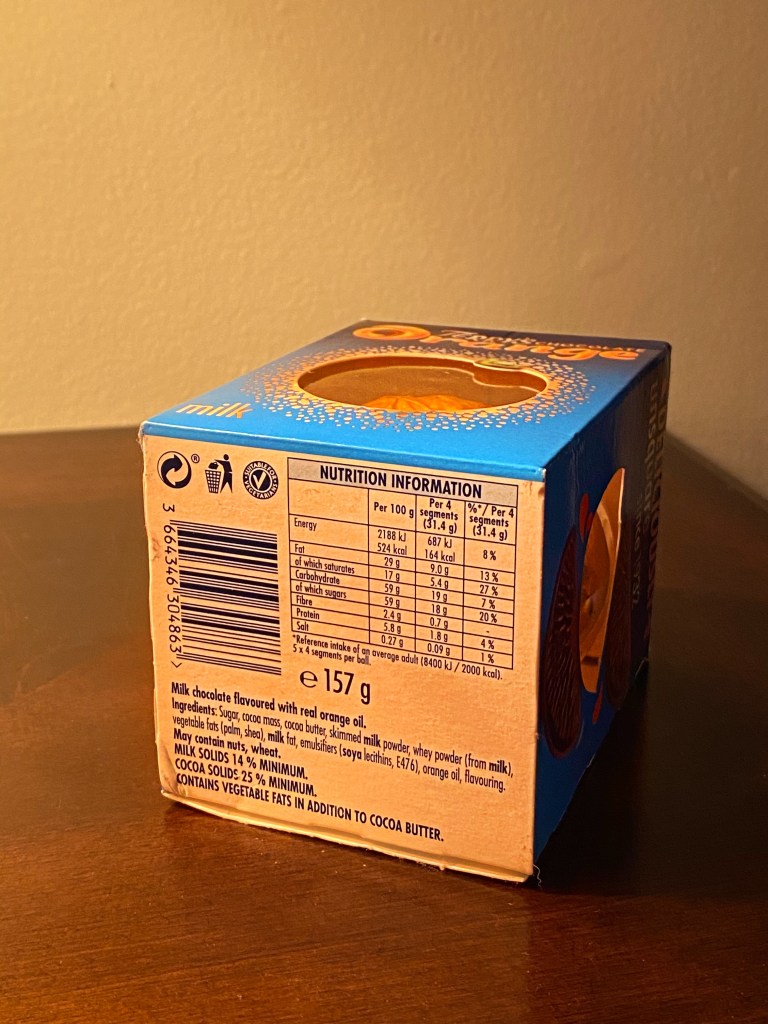 Terry's CHOCOLATE
Orange
milk
SUITABLE FOR VEGETARIANS
NUTRITION INFORMATION
Per 100 g Per 4 segments (31.4 g) %*/ Per 4 segments (31.4 g)
Energy 2188 kJ 687 kJ
524 kcal 164 kcal 8 %
Fat 29 g 9.0 g 13 %
of which saturates 17 g 5.4 g 27 %
Carbohydrate 59 g 19 g 7 %
of which sugars 59 g 18 g 20 %
Fibre 2.4 g 0.7 g -
Protein 5.8 g 1.8 g 4 %
Salt 0.27 g 0.09 g 1 %
*Reference intake of an average adult (8400 kJ / 2000 kcal).
5 x 4 segments per ball.
3 664346 304863 >
e 157 g
Milk chocolate flavoured with real orange oil.
Ingredients: Sugar, cocoa mass, cocoa butter, skimmed milk powder, whey powder (from milk),
vegetable fats (palm, shea), milk fat, emulsifiers (soya lecithins, E476), orange oil, flavouring.
May contain nuts, wheat.
MILK SOLIDS 14 % MINIMUM.
COCOA SOLIDS 25 % MINIMUM.
CONTAINS VEGETABLE FATS IN ADDITION TO COCOA BUTTER.